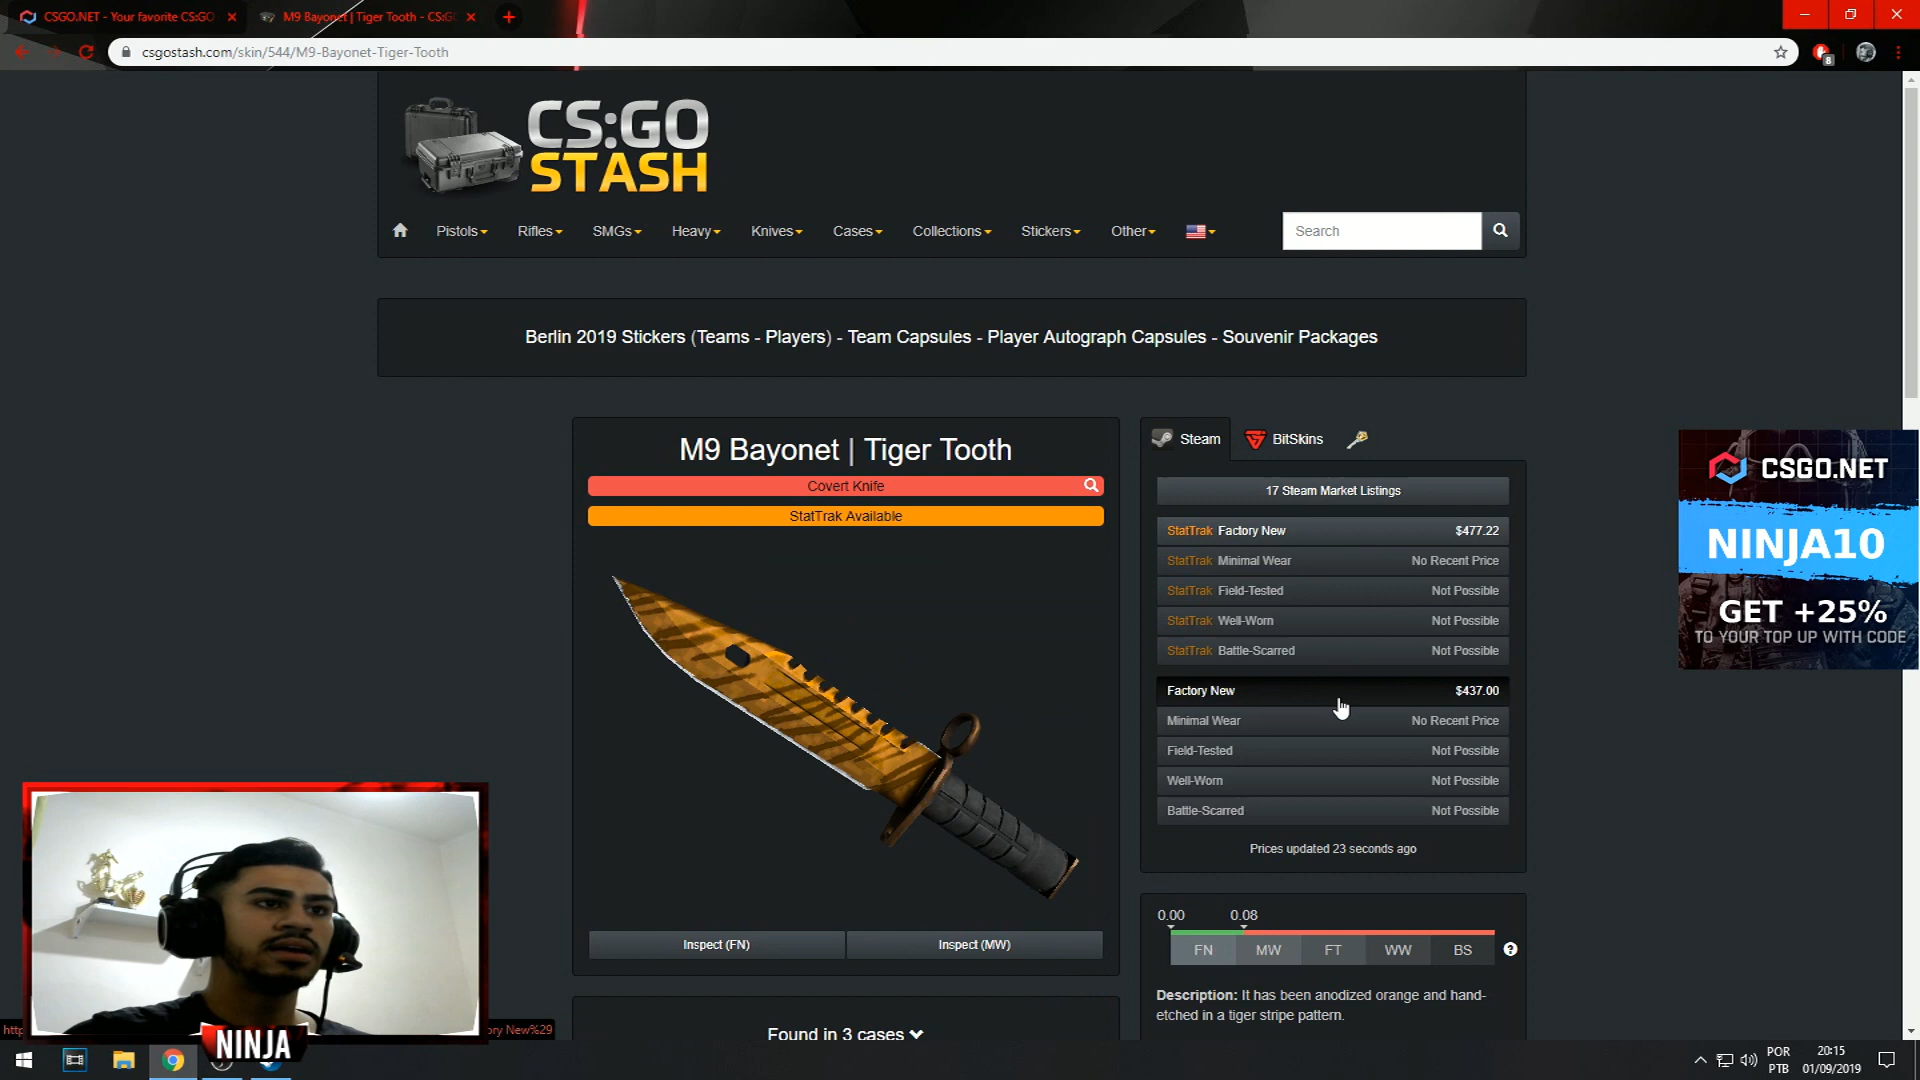 CSGO.NET - Your favorite CS:GO
M9 Bayonet | Tiger Tooth - CS:G
csgostash.com/skin/544/M9-Bayonet-Tiger-Tooth
8
CS:GO
STASH
Pistols
Rifles
SMGs
Heavy
Knives
Cases
Collections
Stickers
Other
Search
Berlin 2019 Stickers (Teams - Players) - Team Capsules - Player Autograph Capsules - Souvenir Packages
M9 Bayonet | Tiger Tooth
Covert Knife
StatTrak Available
Inspect (FN)
Inspect (MW)
Found in 3 cases
Steam
BitSkins
17 Steam Market Listings
StatTrak Factory New $477.22
StatTrak Minimal Wear No Recent Price
StatTrak Field-Tested Not Possible
StatTrak Well-Worn Not Possible
StatTrak Battle-Scarred Not Possible
Factory New $437.00
Minimal Wear No Recent Price
Field-Tested Not Possible
Well-Worn Not Possible
Battle-Scarred Not Possible
Prices updated 23 seconds ago
0.00 0.08
FN MW FT WW BS
Description: It has been anodized orange and hand-
etched in a tiger stripe pattern.
CSGO.NET
NINJA10
GET +25%
TO YOUR TOP UP WITH CODE
http
ory New%29
NINJA
POR
PTB
20:15
01/09/2019